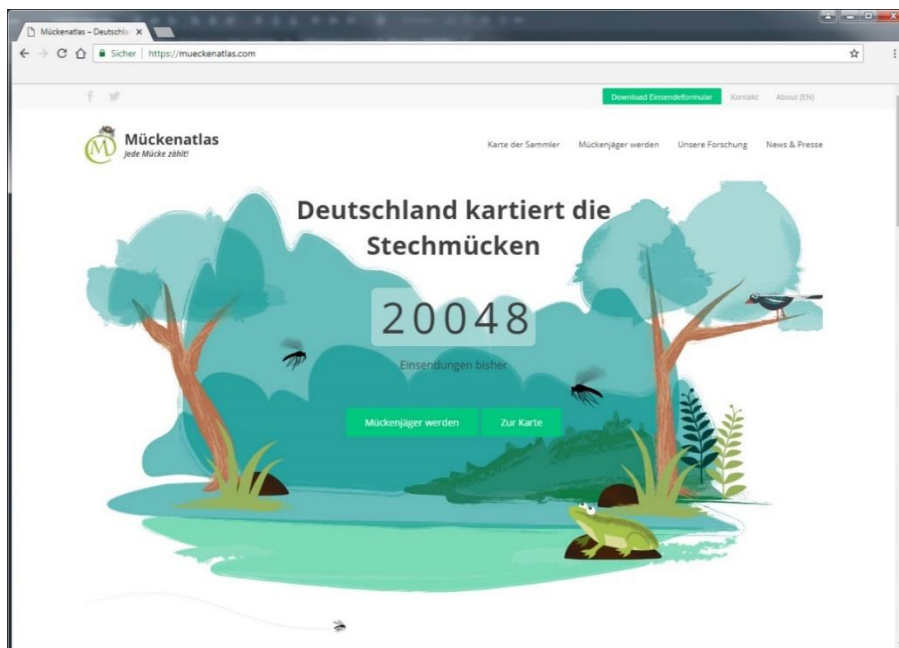 Mückenatlas – Deutschla
Sicher | https://mueckenatlas.com
Download Einsendeformular Kontakt About (EN)
Mückenatlas
Jede Mücke zählt!
Karte der Sammler Mückenjäger werden Unsere Forschung News & Presse
Deutschland kartiert die
Stechmücken
20048
Einsendungen bisher
Mückenjäger werden Zur Karte